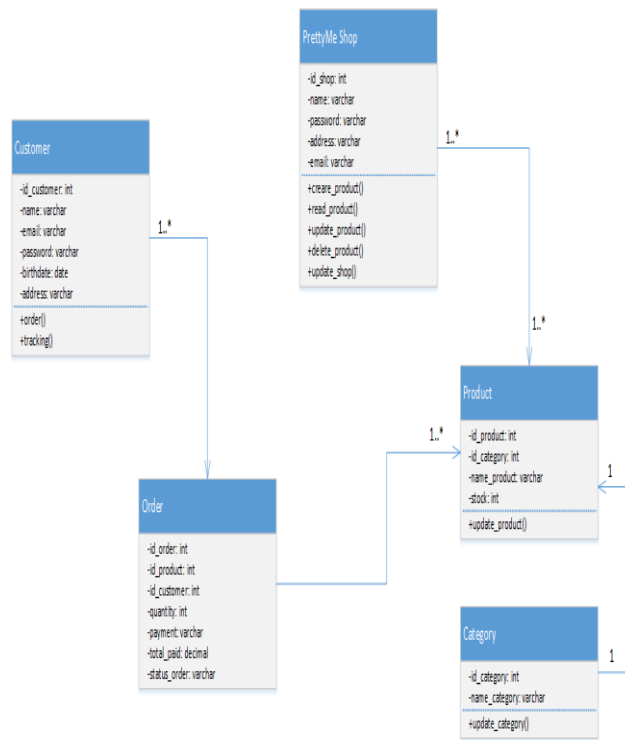 PrettyMe Shop
-id_shop: int
-name: varchar
-password: varchar
-address: varchar
-email: varchar
+creare_product()
+read_product()
+update_product()
+delete_product()
+update_shop()
1..*
1..*
Customer
-id_customer: int
-name: varchar
-email: varchar
-password: varchar
-birthdate: date
-address: varchar
+order()
+tracking()
1..*
Product
-id_product: int
-id_category: int
-name_product: varchar
-stock: int
+update_product()
1..*
1
Order
-id_order: int
-id_product: int
-id_customer: int
-quantity: int
-payment: varchar
-total_paid: decimal
-status_order: varchar
Category
-id_category: int
-name_category: varchar
+update_category()
1